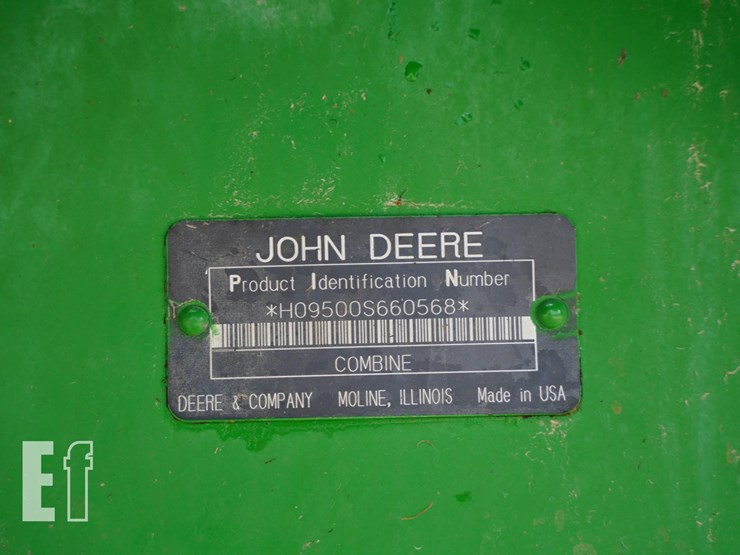 JOHN DEERE
Product Identification Number
*H09500S660568*
COMBINE
DEERE & COMPANY MOLINE, ILLINOIS Made in USA
Ef